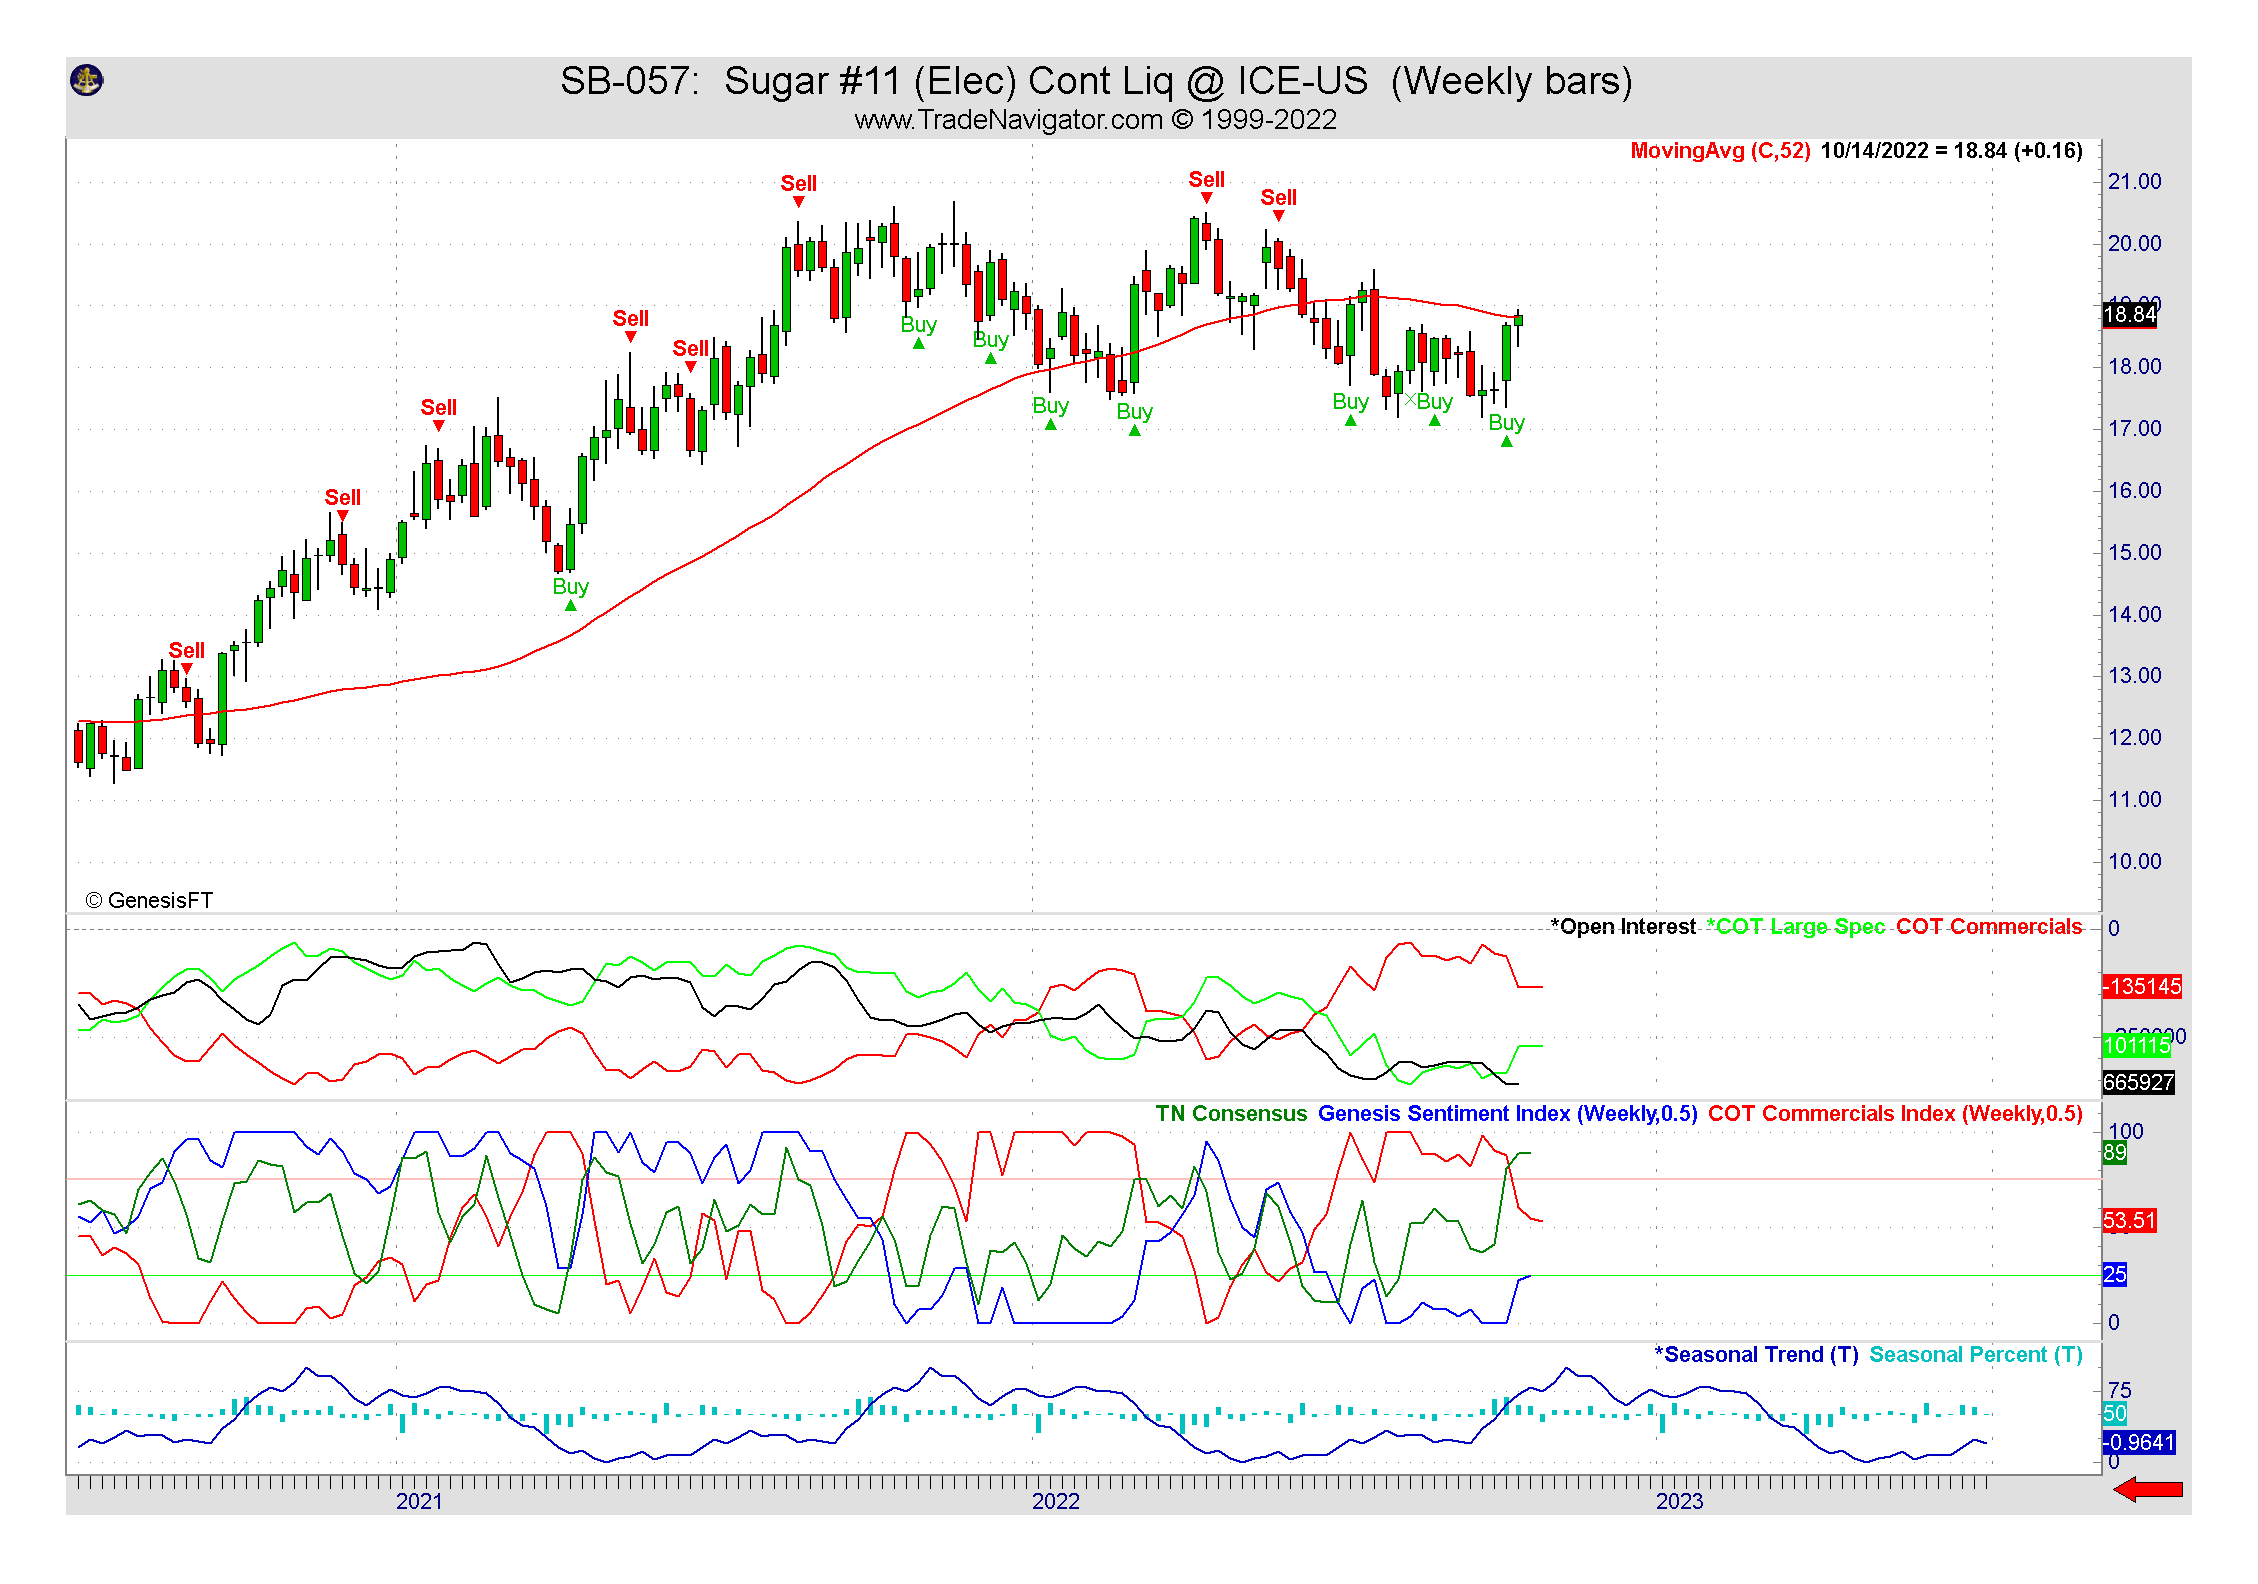 SB-057: Sugar #11 (Elec) Cont Liq @ ICE-US (Weekly bars)
www.TradeNavigator.com © 1999-2022
MovingAvg (C,52) 10/14/2022 = 18.84 (+0.16)
21.00
20.00
19.00
18.84
18.00
17.00
16.00
15.00
14.00
13.00
12.00
11.00
10.00
Sell
Sell
Sell
Sell
Sell
Sell
Sell
Sell
Buy
Buy
Buy
Buy
Buy
Buy
Buy
Buy
© GenesisFT
*Open Interest *COT Large Spec COT Commercials
0
-135145
101115
665927
TN Consensus Genesis Sentiment Index (Weekly,0.5) COT Commercials Index (Weekly,0.5)
100
89
53.51
25
0
*Seasonal Trend (T) Seasonal Percent (T)
75
50
-0.9641
0
2021 2022 2023